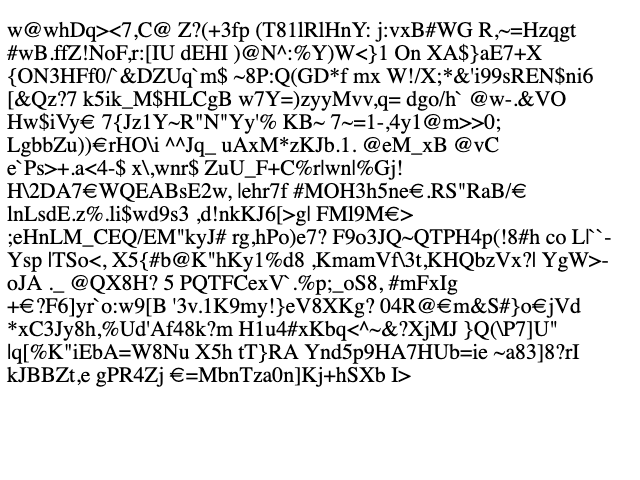 w@whDq><7,C@ Z?(+3fp (T81lRlHnY: j:vxB#WG R,~=Hzqgt
#wB.ffZ!NoF,r:[IU dEHI )@N^:%Y)W<}1 On XA$}aE7+X
{ON3HFf0/`&DZUq`m$ ~8P:Q(GD*f mx W!/X;*&'i99sREN$ni6
[&Qz?7 k5ik_M$HLCgB w7Y=)zyyMvv,q= dgo/h` @w-.&VO
Hw$iVy€ 7{Jz1Y~R"N"Yy'% KB~ 7~=1-,4y1@m>>0;
LgbbZu))€rHO\i ^^Jq_ uAxM*zKJb.1. @eM_xB @vC
e`Ps>+.a<4-$ x\,wnr$ ZuU_F+C%r|wn|%Gj!
H\2DA7€WQEABsE2w, |ehr7f #MOH3h5ne€.RS"RaB/€
lnLsdE.z%.li$wd9s3 ,d!nkKJ6[>g| FMl9M€>
;eHnLM_CEQ/EM"kyJ# rg,hPo)e7? F9o3JQ~QTPH4p(!8#h co L|``-
Ysp |TSo<, X5{#b@K"hKy1%d8 ,KmamVf\3t,KHQbzVx?| YgW>-
oJA ._ @QX8H? 5 PQTFCexV`.%p;_oS8, #mFxIg
+€?F6]yr`o:w9[B '3v.1K9my!}eV8XKg? 04R@€m&S#}o€jVd
*xC3Jy8h,%Ud'Af48k?m H1u4#xKbq<^~&?XjMJ }Q(\P7]U"
|q[%K"iEbA=W8Nu X5h tT}RA Ynd5p9HA7HUb=ie ~a83]8?rI
kJBBZt,e gPR4Zj €=MbnTza0n]Kj+hSXb I>